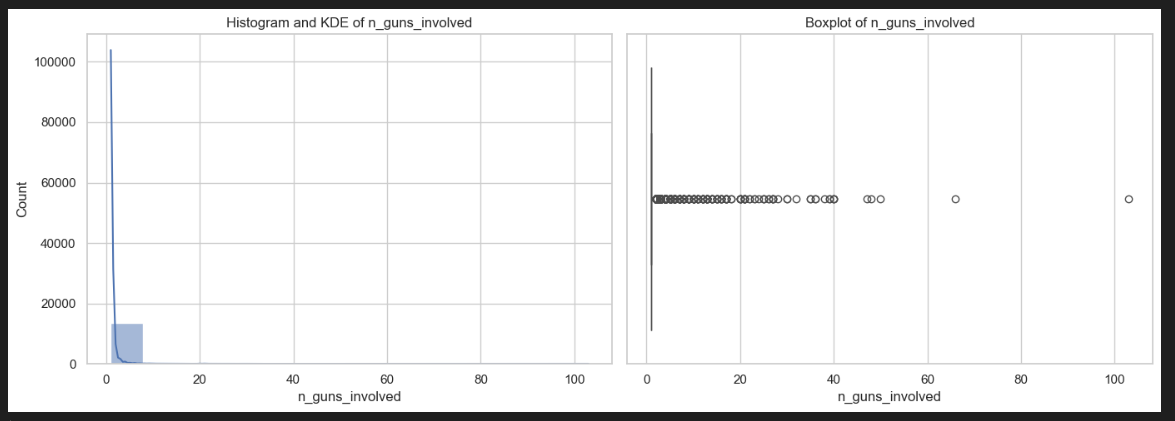 Histogram and KDE of n_guns_involved
Count
100000
80000
60000
40000
20000
0
0 20 40 60 80 100
n_guns_involved
Boxplot of n_guns_involved
0 20 40 60 80 100
n_guns_involved